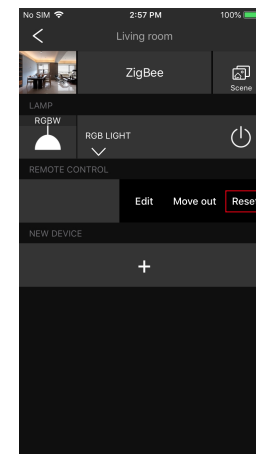 No SIM 2:57 PM 100%
Living room
ZigBee
Scene
LAMP
RGBW
RGB LIGHT
REMOTE CONTROL
Edit Move out Reset
NEW DEVICE
+